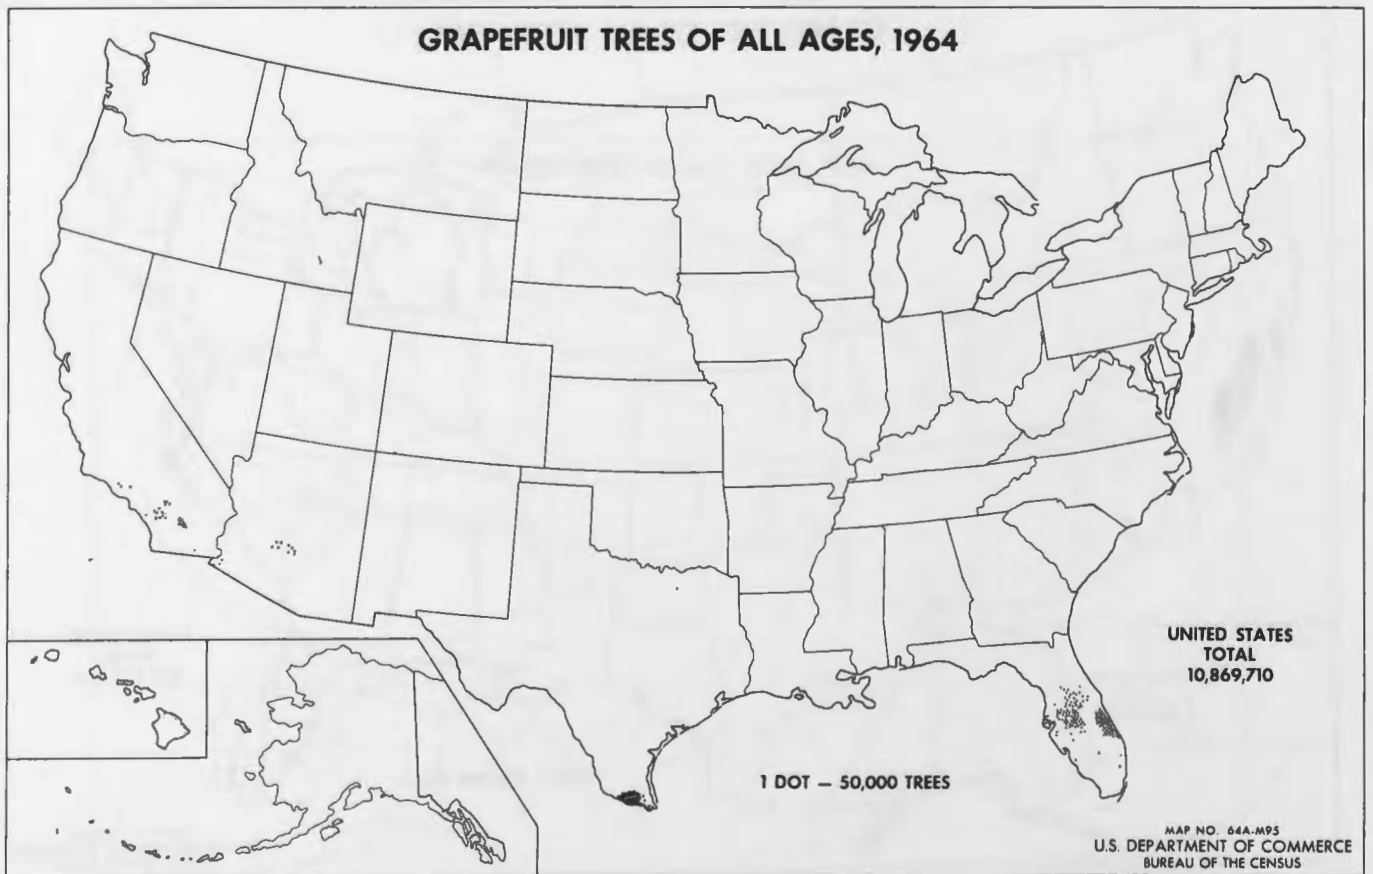 GRAPEFRUIT TREES OF ALL AGES, 1964
UNITED STATES
TOTAL
10,869,710
1 DOT — 50,000 TREES
MAP NO. 64A-M95
U.S. DEPARTMENT OF COMMERCE
BUREAU OF THE CENSUS